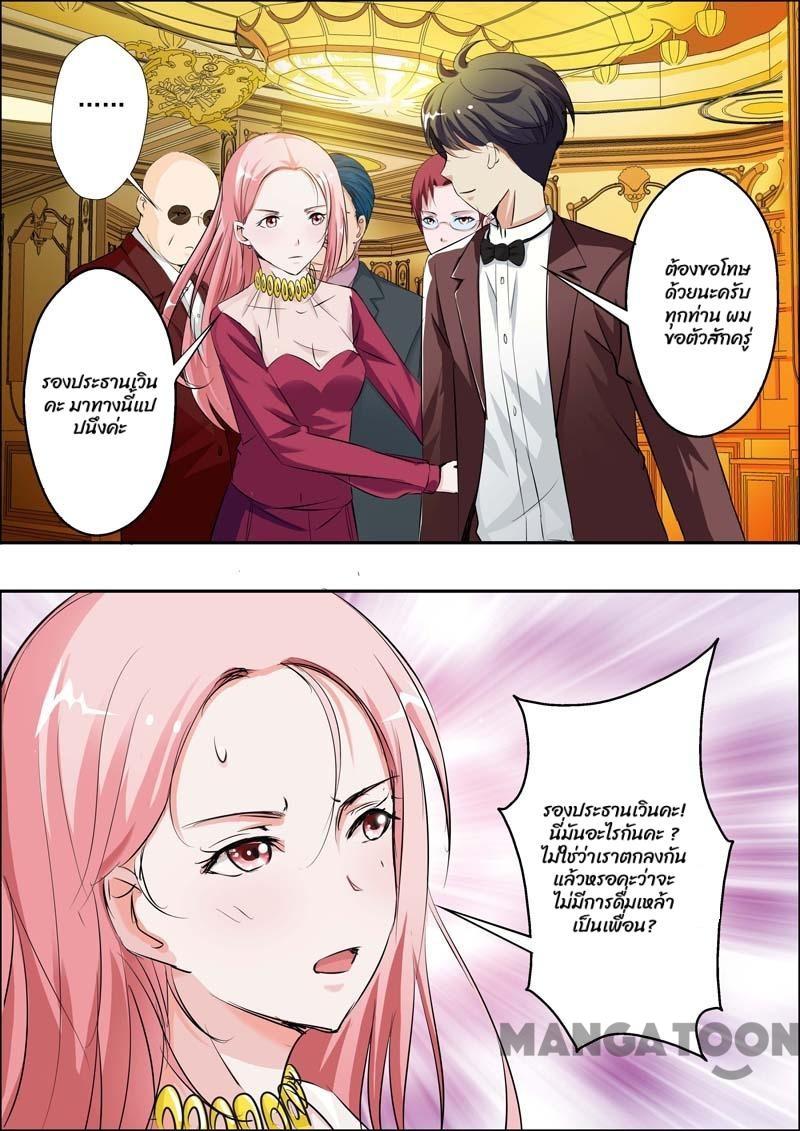 ......
รองประธานเวิน
คะ มาทางนี้แป
ปนึงค่ะ
ต้องขอโทษ
ด้วยนะครับ
ทุกท่าน ผม
ขอตัวสักครู่
รองประธานเวินคะ!
นี่มันอะไรกันคะ ?
ไม่ใช่ว่าเราตกลงกัน
แล้วหรอคะว่าจะ
ไม่มีการดื่มเหล้า
เป็นเพื่อน?
MANGATOON